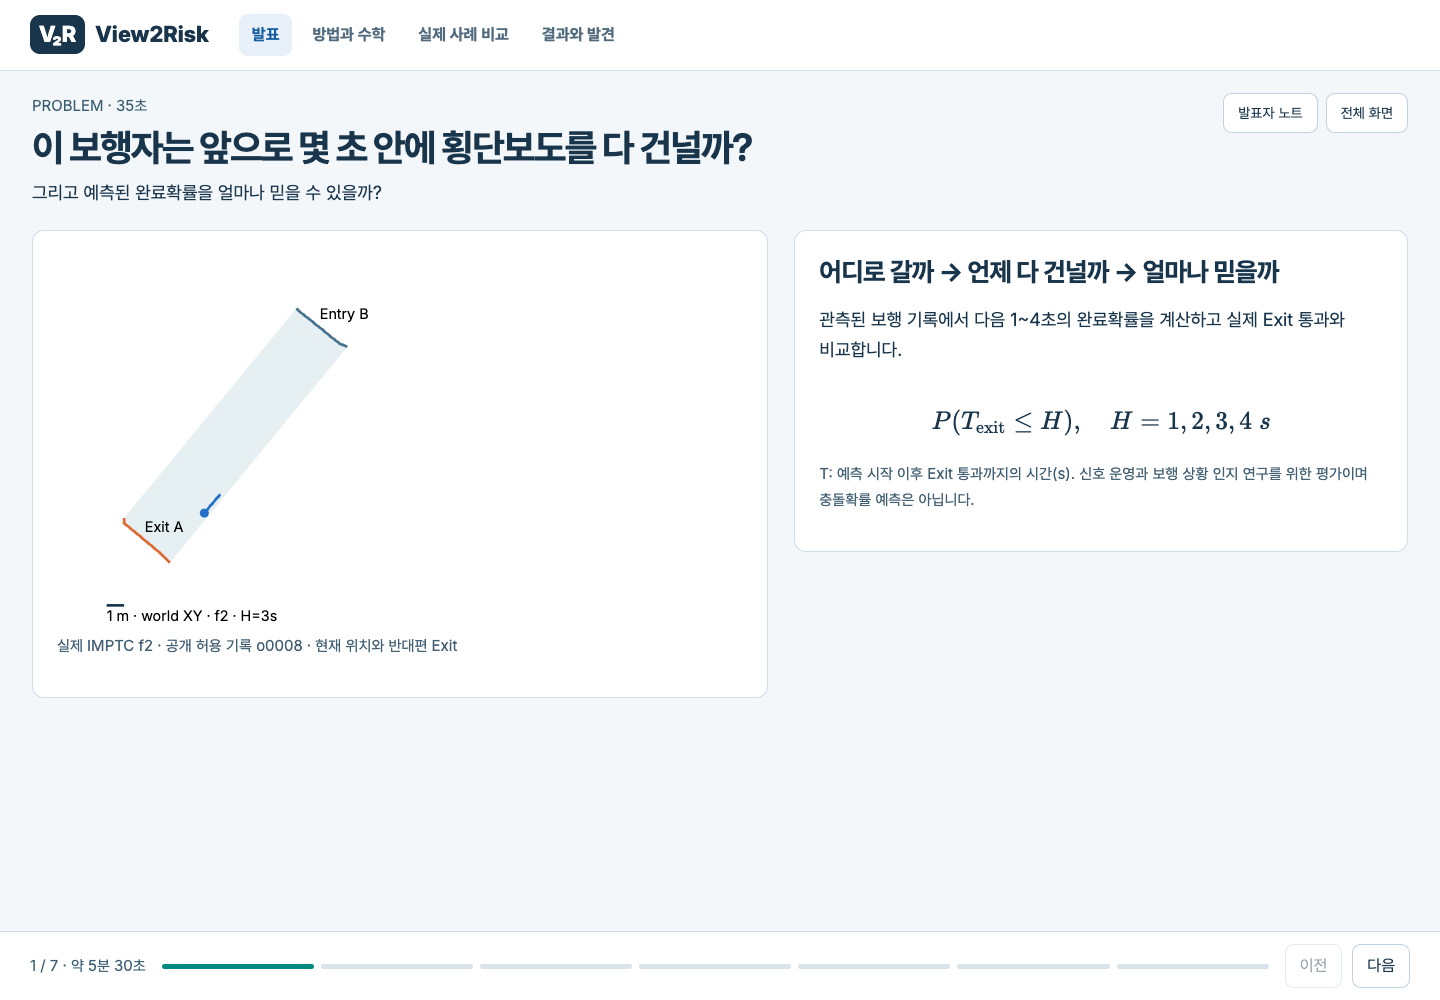 V2R View2Risk 발표 방법과 수학 실제 사례 비교 결과와 발견
PROBLEM · 35초
발표자 노트 전체 화면
이 보행자는 앞으로 몇 초 안에 횡단보도를 다 건널까?
그리고 예측된 완료확률을 얼마나 믿을 수 있을까?
Entry B
Exit A
1 m · world XY · f2 · H=3s
실제 IMPTC f2 · 공개 허용 기록 o0008 · 현재 위치와 반대편 Exit
어디로 갈까 → 언제 다 건널까 → 얼마나 믿을까
관측된 보행 기록에서 다음 1~4초의 완료확률을 계산하고 실제 Exit 통과와
비교합니다.
P(T_exit ≤ H), H = 1, 2, 3, 4 s
T: 예측 시작 이후 Exit 통과까지의 시간(s). 신호 운영과 보행 상황 인지 연구를 위한 평가이며
충돌확률 예측은 아닙니다.
1 / 7 · 약 5분 30초
이전 다음